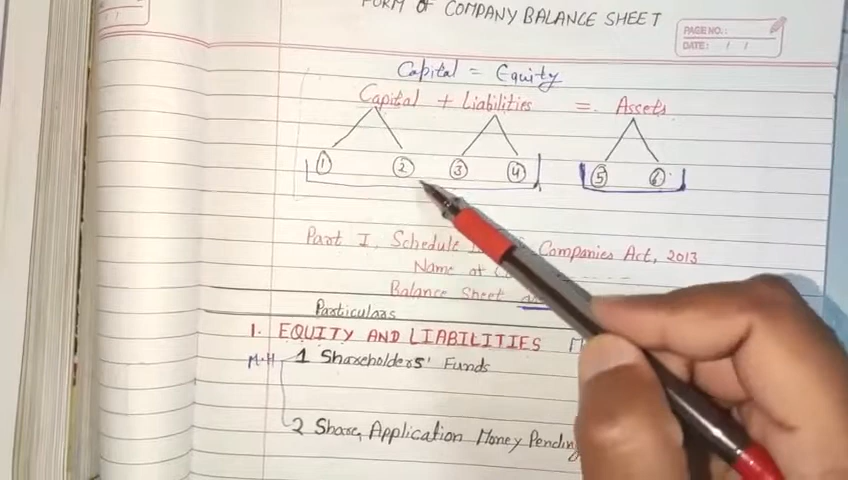 FORM OF COMPANY BALANCE SHEET
PAGE NO.:
DATE: / /
Capital = Equity
Capital + Liabilities = Assets
1 2 3 4 5 6
Part I, Schedule Companies Act, 2013
Name of
Balance Sheet
Particulars
1. EQUITY AND LIABILITIES
M.H 1 Shareholders' Funds
2 Share Application Money Pending